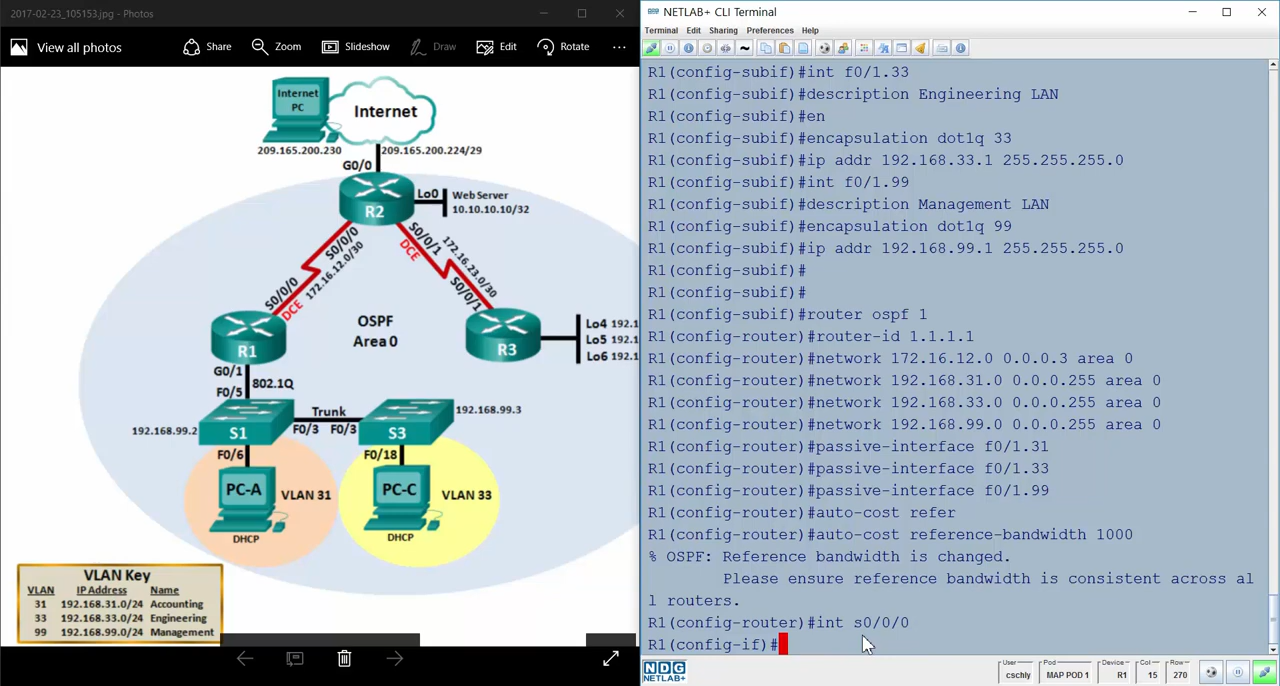 2017-02-23_105153.jpg - Photos
View all photos
Share
Zoom
Slideshow
Draw
Edit
Rotate
Internet
PC
Internet
209.165.200.230
209.165.200.224/29
G0/0
R2
Lo0
Web Server
10.10.10.10/32
S0/0/0
S0/0/1
DCE
172.16.12.0/30
172.16.23.0/30
S0/0/0
DCE
S0/0/1
OSPF
Area 0
R1
R3
Lo4 192.1
Lo5 192.1
Lo6 192.1
G0/1
802.1Q
F0/5
Trunk
192.168.99.3
192.168.99.2
S1
F0/3
F0/3
S3
F0/6
F0/18
PC-A
VLAN 31
PC-C
VLAN 33
DHCP
DHCP
VLAN Key
VLAN IP Address Name
31 192.168.31.0/24 Accounting
33 192.168.33.0/24 Engineering
99 192.168.99.0/24 Management
NETLAB+ CLI Terminal
Terminal Edit Sharing Preferences Help
R1(config-subif)#int f0/1.33
R1(config-subif)#description Engineering LAN
R1(config-subif)#en
R1(config-subif)#encapsulation dot1q 33
R1(config-subif)#ip addr 192.168.33.1 255.255.255.0
R1(config-subif)#int f0/1.99
R1(config-subif)#description Management LAN
R1(config-subif)#encapsulation dot1q 99
R1(config-subif)#ip addr 192.168.99.1 255.255.255.0
R1(config-subif)#
R1(config-subif)#
R1(config-subif)#router ospf 1
R1(config-router)#router-id 1.1.1.1
R1(config-router)#network 172.16.12.0 0.0.0.3 area 0
R1(config-router)#network 192.168.31.0 0.0.0.255 area 0
R1(config-router)#network 192.168.33.0 0.0.0.255 area 0
R1(config-router)#network 192.168.99.0 0.0.0.255 area 0
R1(config-router)#passive-interface f0/1.31
R1(config-router)#passive-interface f0/1.33
R1(config-router)#passive-interface f0/1.99
R1(config-router)#auto-cost refer
R1(config-router)#auto-cost reference-bandwidth 1000
% OSPF: Reference bandwidth is changed.
Please ensure reference bandwidth is consistent across al
l routers.
R1(config-router)#int s0/0/0
R1(config-if)#
NDG
NETLAB+
User
cschly
Pod
MAP POD 1
Device
R1
Col
15
Row
270